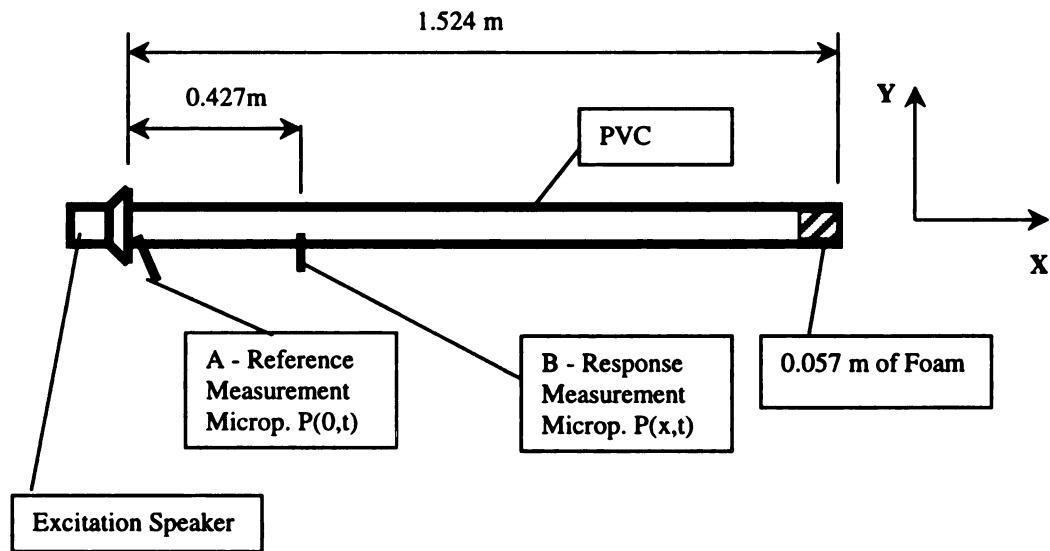 1.524 m
0.427m
Y
PVC
X
A - Reference
Measurement
Microp. P(0,t)
B - Response
Measurement
Microp. P(x,t)
0.057 m of Foam
Excitation Speaker